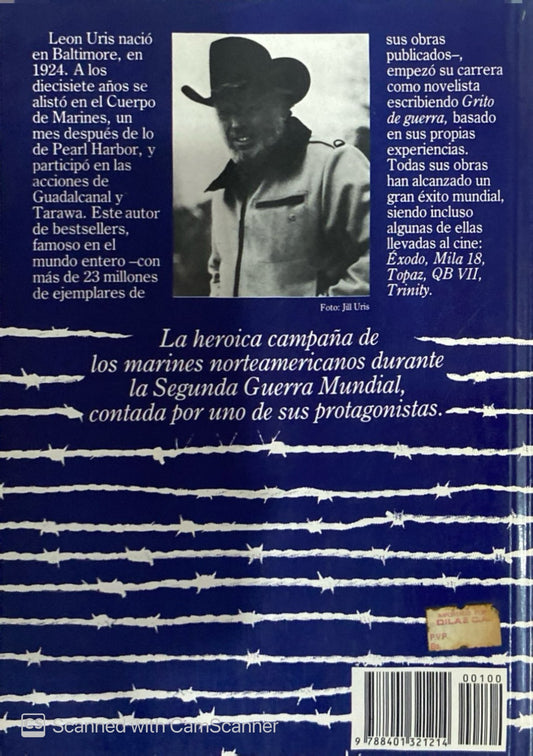 Leon Uris nació
en Baltimore, en
1924. A los
diecisiete años se
alistó en el Cuerpo
de Marines, un
mes después de lo
de Pearl Harbor, y
participó en las
acciones de
Guadalcanal y
Tarawa. Este autor
de bestsellers,
famoso en el
mundo entero –con
más de 23 millones
de ejemplares de
sus obras
publicados–,
empezó su carrera
como novelista
escribiendo Grito
de guerra, basado
en sus propias
experiencias.
Todas sus obras
han alcanzado un
gran éxito mundial,
siendo incluso
algunas de ellas
llevadas al cine:
Éxodo, Mila 18,
Topaz, QB VII,
Trinity.
Foto: Jill Uris
La heroica campaña de
los marines norteamericanos durante
la Segunda Guerra Mundial,
contada por uno de sus protagonistas.
P.V.P.
Bs.
00100
9 788401 321214
CS Scanned with CamScanner